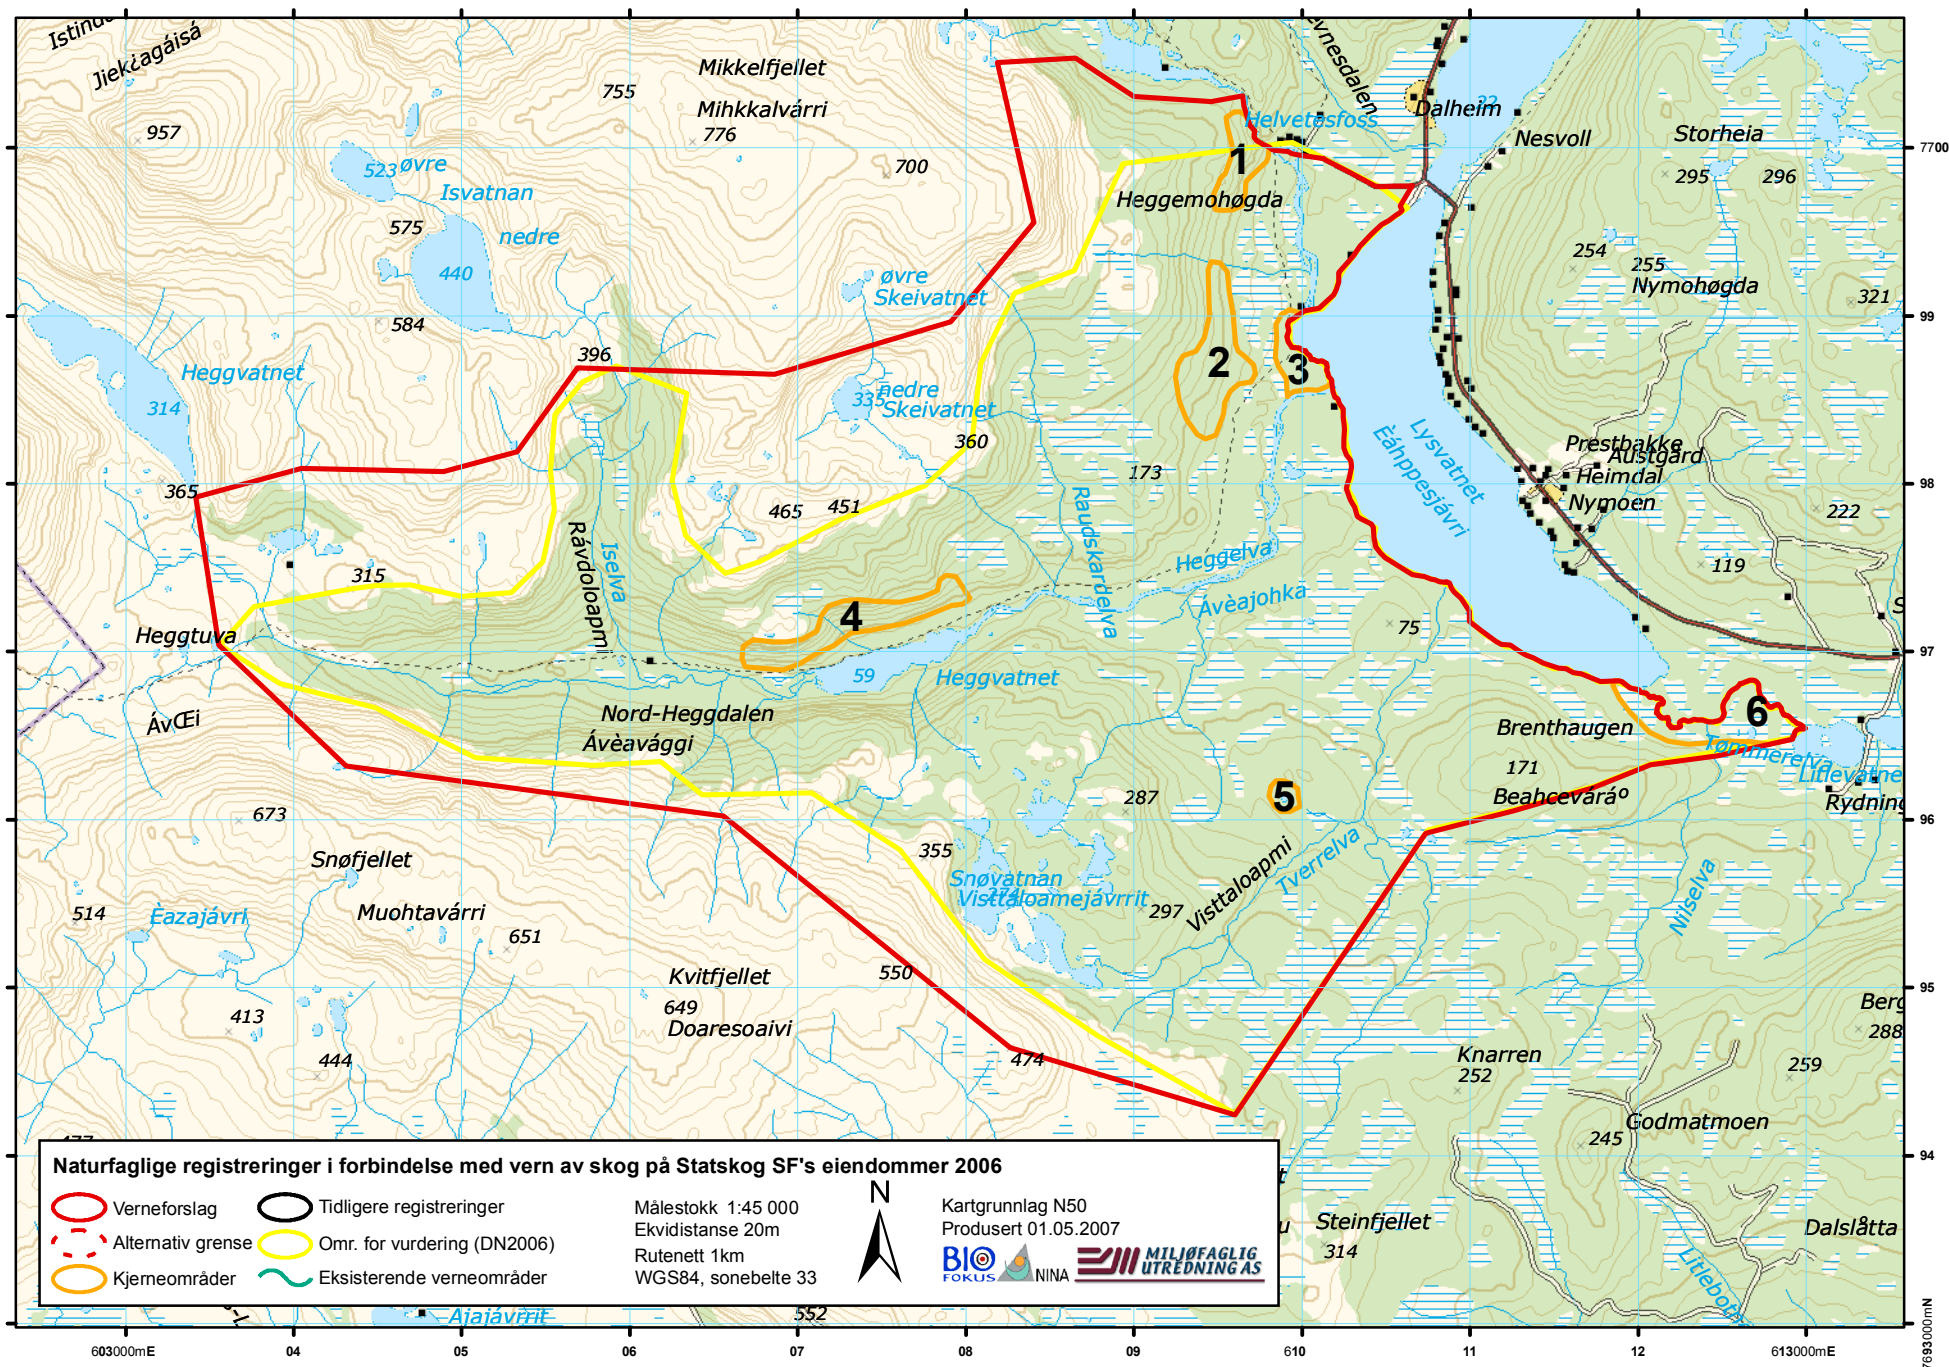 Jiekčagáisá
Mikkelfjellet
755
Mihkkalvárri
776
957
700
Dalheim
22
Helvetesfoss
Nesvoll
Storheia
7700
295
296
1
Heggemohøgda
523
øvre
Isvatnan
nedre
575
440
254
255
Nymohøgda
321
øvre
Skeivatnet
584
99
396
2
3
Heggvatnet
314
nedre
335
Skeivatnet
360
Lysvatnet
Èáhppesjávri
Prestbakke
Austgård
Heimdal
Nymoen
173
98
365
465
451
222
Rávdoloapmi
Iselva
Raudskardelva
Heggelva
119
315
Ávèajohka
4
75
Heggtuva
97
59
Heggvatnet
ÁvŒi
Nord-Heggdalen
Ávèavággi
6
Brenthaugen
Tømmerelva
171
Litlevatne
Beahceváráº
Rydning
5
287
96
673
Snøfjellet
355
Visttaloapmi
Tverrelva
Snøvatnan
274
Visttaloamejávrrit
297
Nilselva
514
Èazajávri
Muohtavárri
651
Kvitfjellet
550
649
Doaresoaivi
95
413
444
474
Berg
288
Knarren
252
259
Godmatmoen
245
94
Steinfjellet
314
Dalslåtta
Litlebotn
Naturfaglige registreringer i forbindelse med vern av skog på Statskog SF's eiendommer 2006
Verneforslag
Tidligere registreringer
Målestokk 1:45 000
N
Kartgrunnlag N50
Alternativ grense
Omr. for vurdering (DN2006)
Ekvidistanse 20m
Produsert 01.05.2007
Kjerneområder
Eksisterende verneområder
Rutenett 1km
WGS84, sonebelte 33
BIO
FOKUS
NINA
MILJØFAGLIG
UTREDNING AS
552
Ajajávrrit
603000mE
04
05
06
07
08
09
610
11
12
613000mE
7693000mN